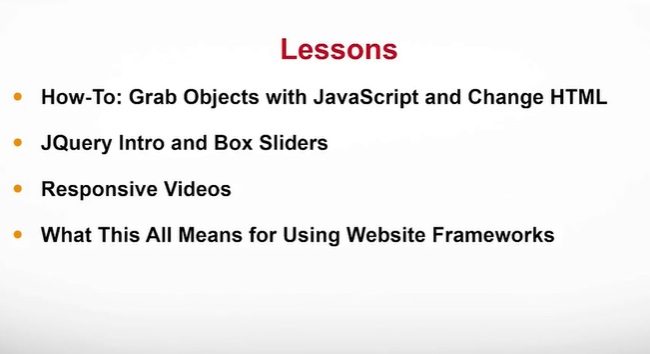 Lessons
How-To: Grab Objects with JavaScript and Change HTML
JQuery Intro and Box Sliders
Responsive Videos
What This All Means for Using Website Frameworks